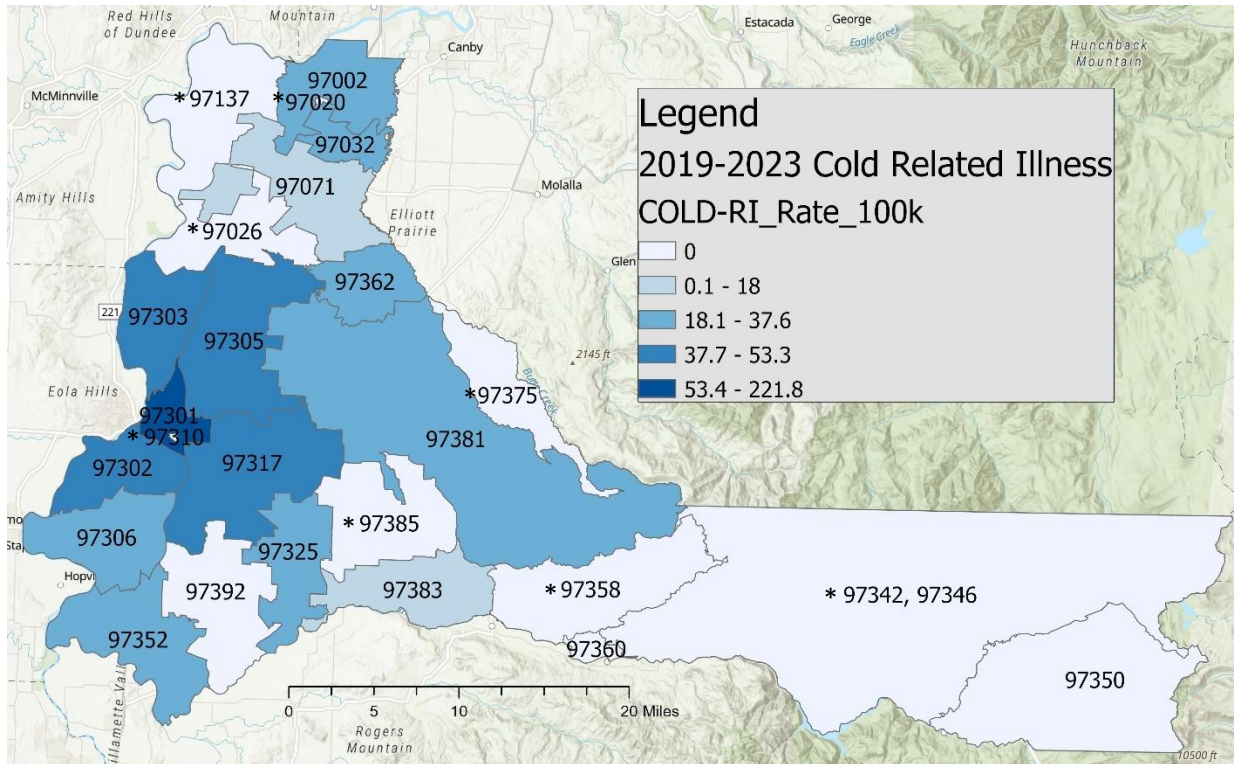 Red Hills
of Dundee
Mountain
Estacada
George
Eagle Creek
Hunchback
Mountain
Canby
McMinnville
97002
* 97137
* 97020
97032
Legend
2019-2023 Cold Related Illness
COLD-RI_Rate_100k
0
0.1 - 18
18.1 - 37.6
37.7 - 53.3
53.4 - 221.8
Molalla
97071
Amity Hills
Elliott
Prairie
* 97026
Glen
97362
221
97303
97305
2145 ft
Butte Creek
Eola Hills
* 97375
97301
* 97310
97381
97302
97317
* 97385
97306
97325
Hopvi
97392
97383
* 97358
* 97342, 97346
97352
97360
97350
0
5
10
20 Miles
Rogers
Mountain
10500 ft